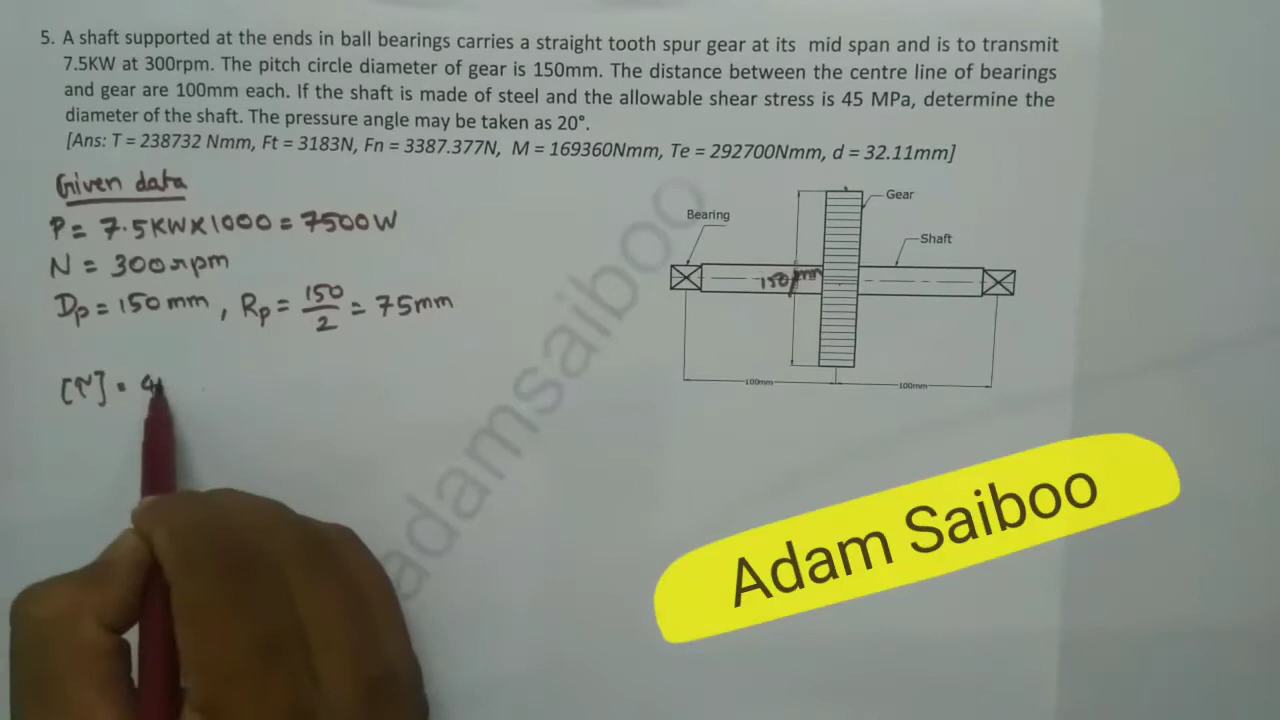 5. A shaft supported at the ends in ball bearings carries a straight tooth spur gear at its mid span and is to transmit
7.5KW at 300rpm. The pitch circle diameter of gear is 150mm. The distance between the centre line of bearings
and gear are 100mm each. If the shaft is made of steel and the allowable shear stress is 45 MPa, determine the
diameter of the shaft. The pressure angle may be taken as 20°.
[Ans: T = 238732 Nmm, Ft = 3183N, Fn = 3387.377N, M = 169360Nmm, Te = 292700Nmm, d = 32.11mm]
Given data
P = 7.5KW X 1000 = 7500W
N = 300rpm
Dp = 150mm, Rp = 150/2 = 75mm
[τ] = 4
Gear
Bearing
Shaft
150mm
100mm
100mm
adamsaiboo
Adam Saiboo